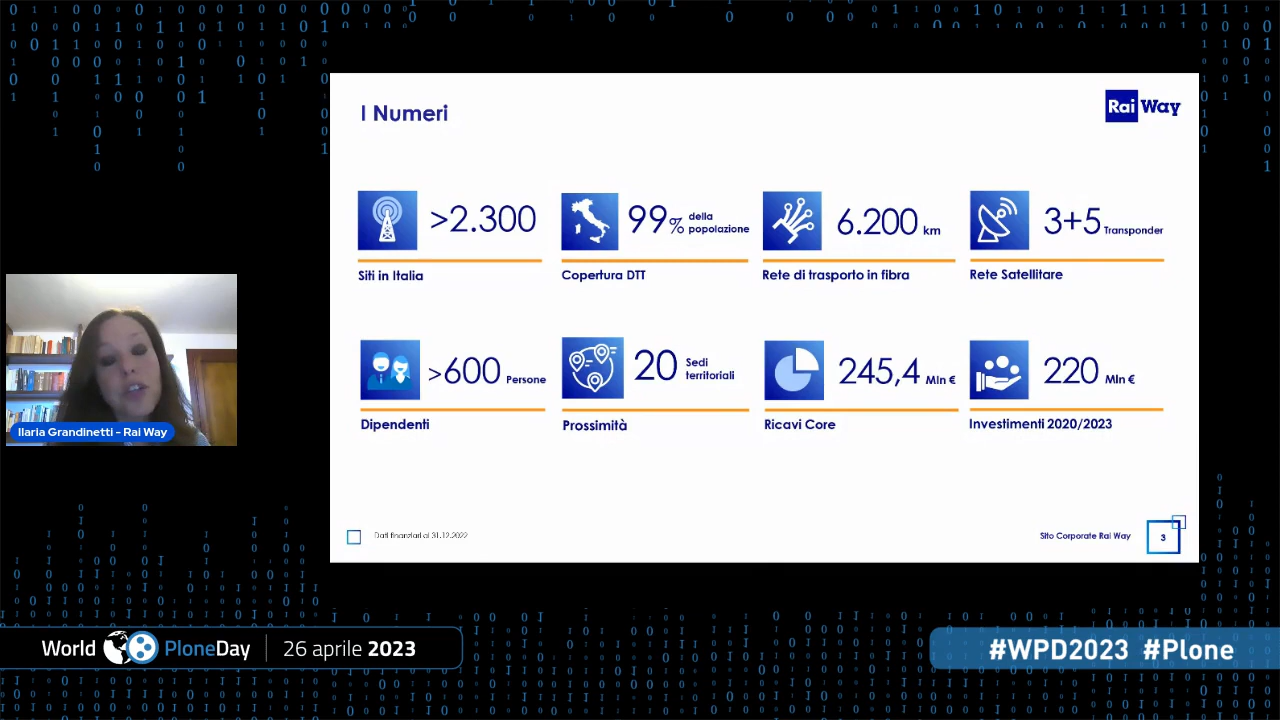 I Numeri
Rai Way
>2.300
Siti in Italia
99% della popolazione
Copertura DTT
6.200 km
Rete di trasporto in fibra
3+5 Transponder
Rete Satellitare
>600 Persone
Dipendenti
20 Sedi territoriali
Prossimità
245,4 Mln €
Ricavi Core
220 Mln €
Investimenti 2020/2023
Ilaria Grandinetti - Rai Way
Dati finanziari al 31.12.2022
Sito Corporate Rai Way
3
World PloneDay | 26 aprile 2023
#WPD2023 #Plone